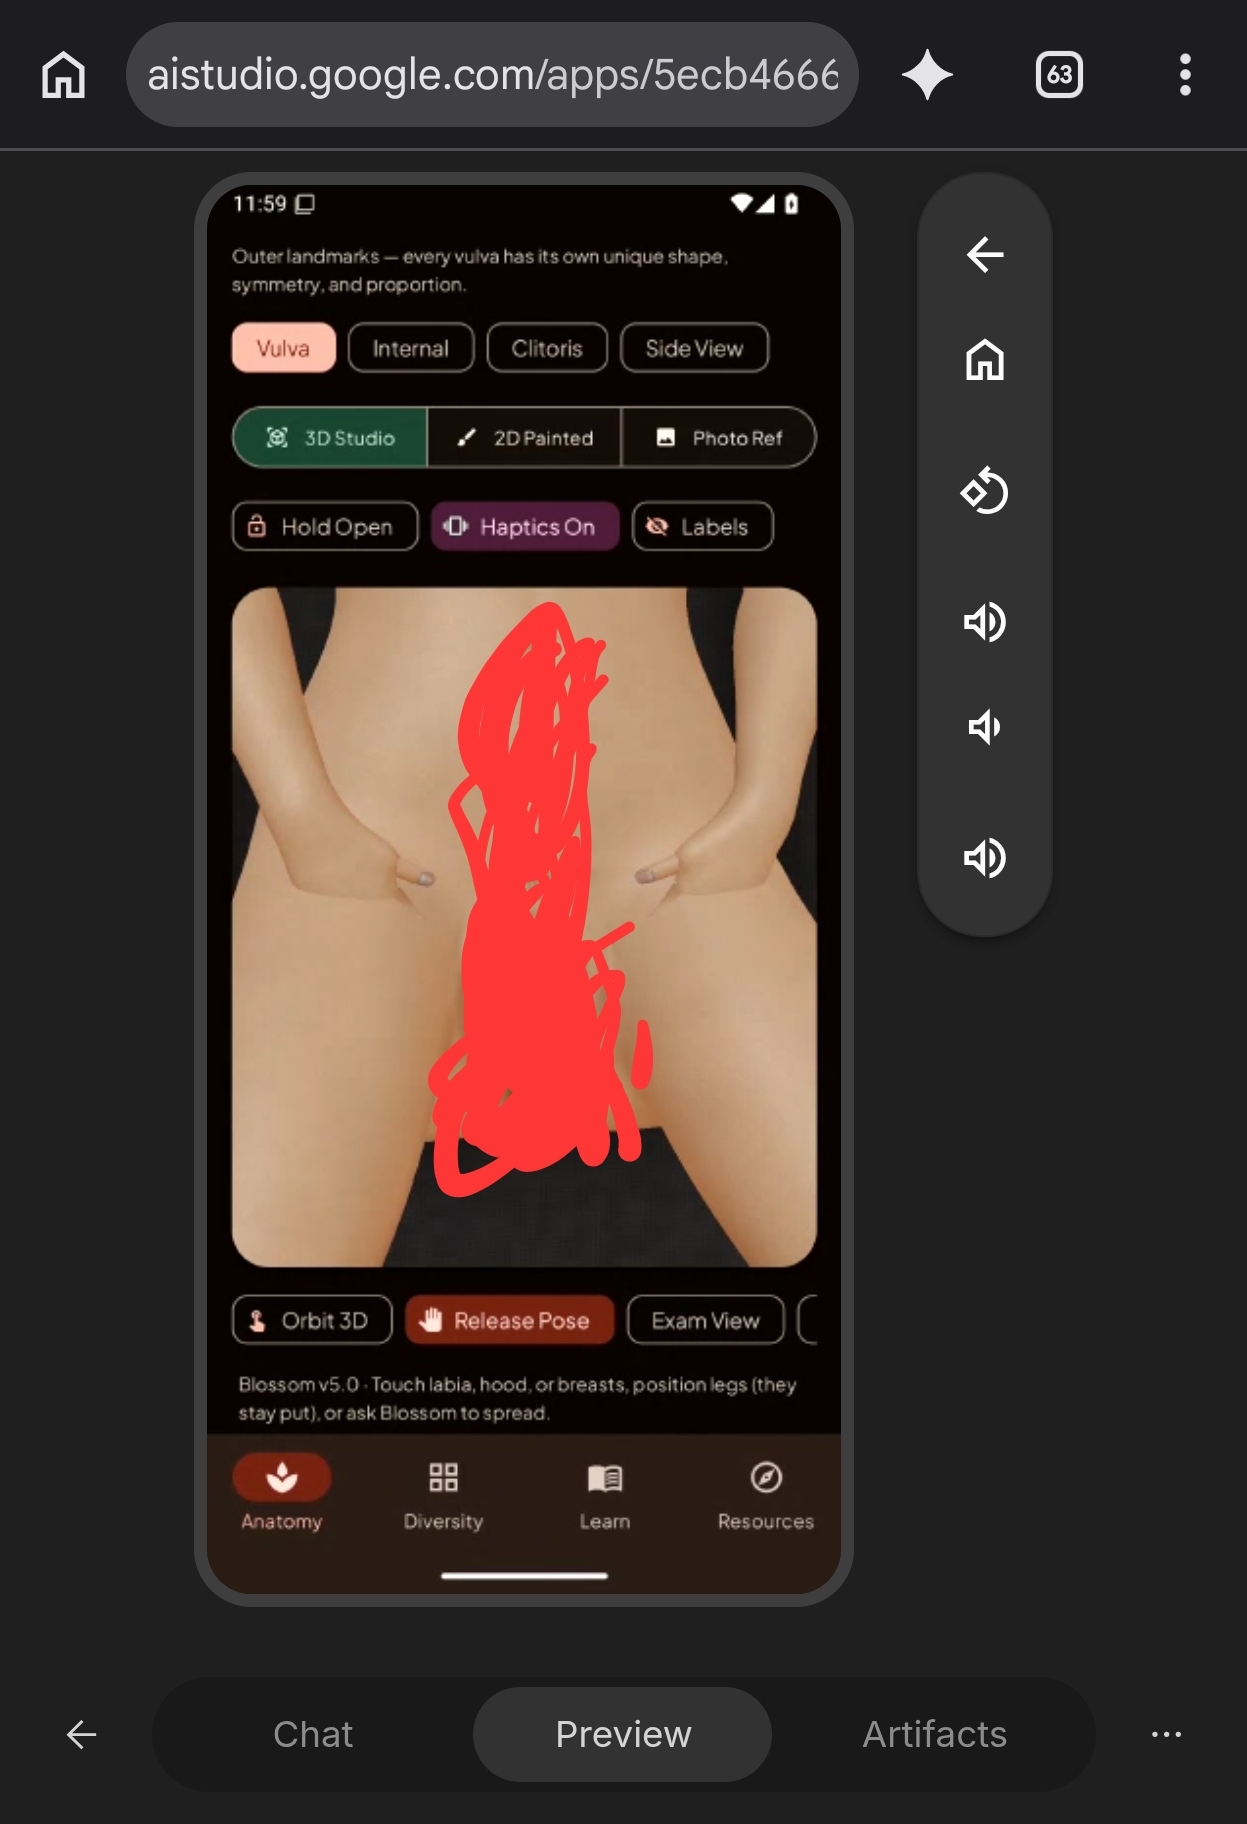 aistudio.google.com/apps/5ecb4666
63
11:59
Outer landmarks — every vulva has its own unique shape,
symmetry, and proportion.
Vulva Internal Clitoris Side View
3D Studio 2D Painted Photo Ref
Hold Open Haptics On Labels
Orbit 3D Release Pose Exam View
Blossom v5.0 · Touch labia, hood, or breasts, position legs (they
stay put), or ask Blossom to spread.
Anatomy Diversity Learn Resources
Chat Preview Artifacts